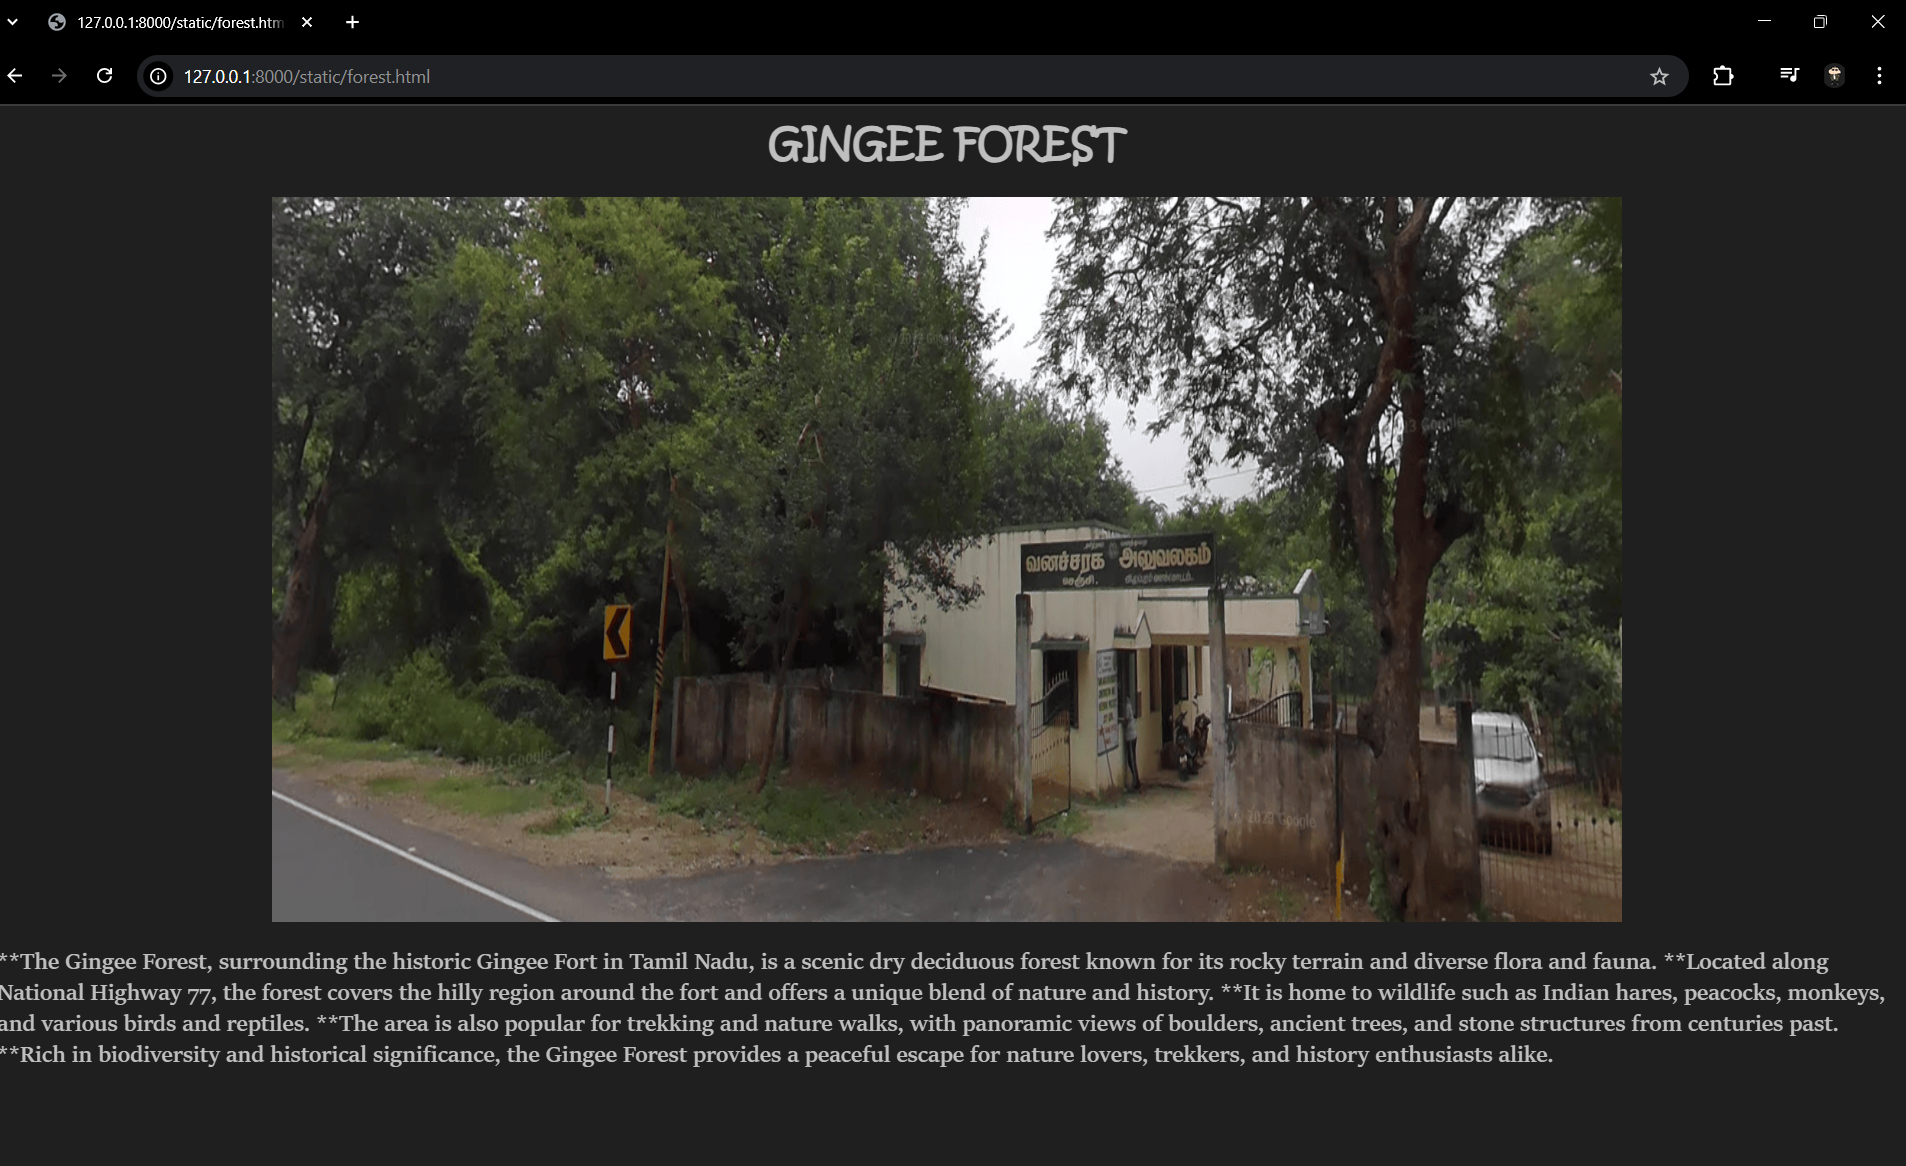 127.0.0.1:8000/static/forest.htm
127.0.0.1:8000/static/forest.html
GINGEE FOREST
வனச்சரக அலுவலகம்
செஞ்சி.
© 2023 Google
© 2023 Google
**The Gingee Forest, surrounding the historic Gingee Fort in Tamil Nadu, is a scenic dry deciduous forest known for its rocky terrain and diverse flora and fauna. **Located along
National Highway 77, the forest covers the hilly region around the fort and offers a unique blend of nature and history. **It is home to wildlife such as Indian hares, peacocks, monkeys,
and various birds and reptiles. **The area is also popular for trekking and nature walks, with panoramic views of boulders, ancient trees, and stone structures from centuries past.
**Rich in biodiversity and historical significance, the Gingee Forest provides a peaceful escape for nature lovers, trekkers, and history enthusiasts alike.